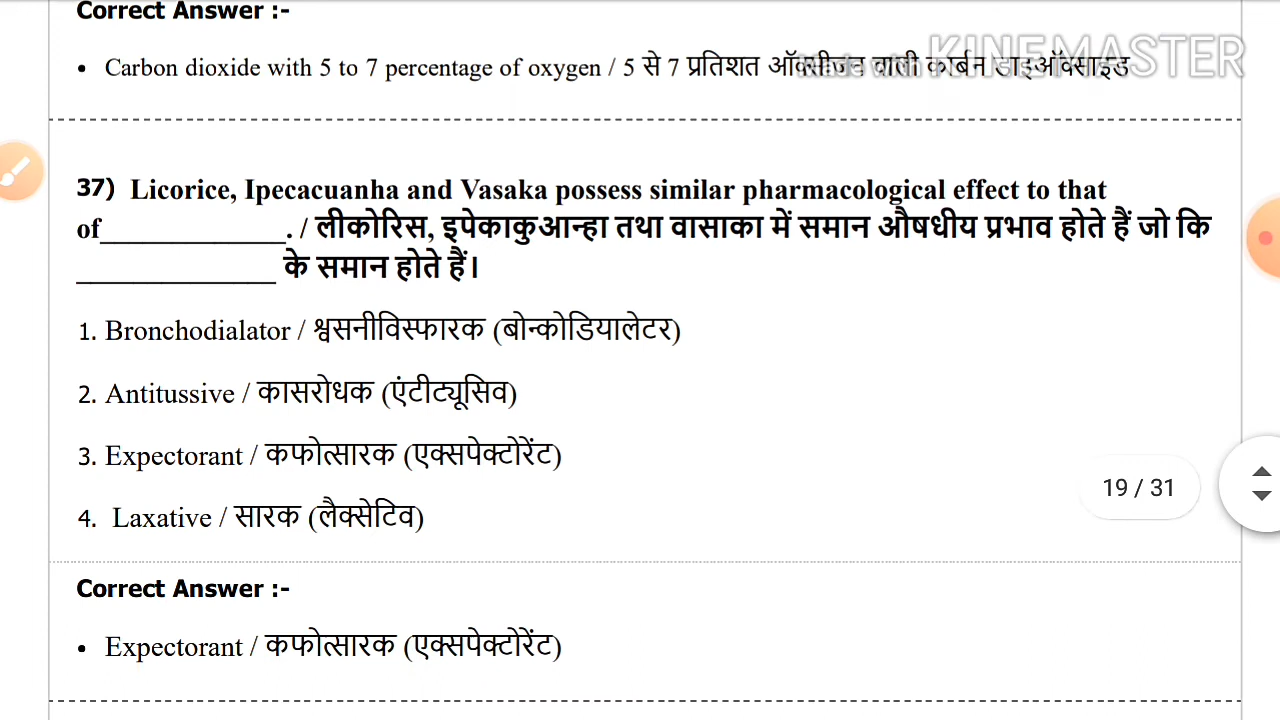 Correct Answer :-
• Carbon dioxide with 5 to 7 percentage of oxygen / 5 से 7 प्रतिशत ऑक्सीजन वाली कार्बन डाइऑक्साइड
KINEMASTER
37) Licorice, Ipecacuanha and Vasaka possess similar pharmacological effect to that
of_____________. / लीकोरिस, इपेकाकुआन्हा तथा वासाका में समान औषधीय प्रभाव होते हैं जो कि
______________ के समान होते हैं।
1. Bronchodialator / श्वसनीविस्फारक (बोन्कोडियालेटर)
2. Antitussive / कासरोधक (एंटीट्यूसिव)
3. Expectorant / कफोत्सारक (एक्सपेक्टोरेंट)
19 / 31
4. Laxative / सारक (लैक्सेटिव)
Correct Answer :-
• Expectorant / कफोत्सारक (एक्सपेक्टोरेंट)